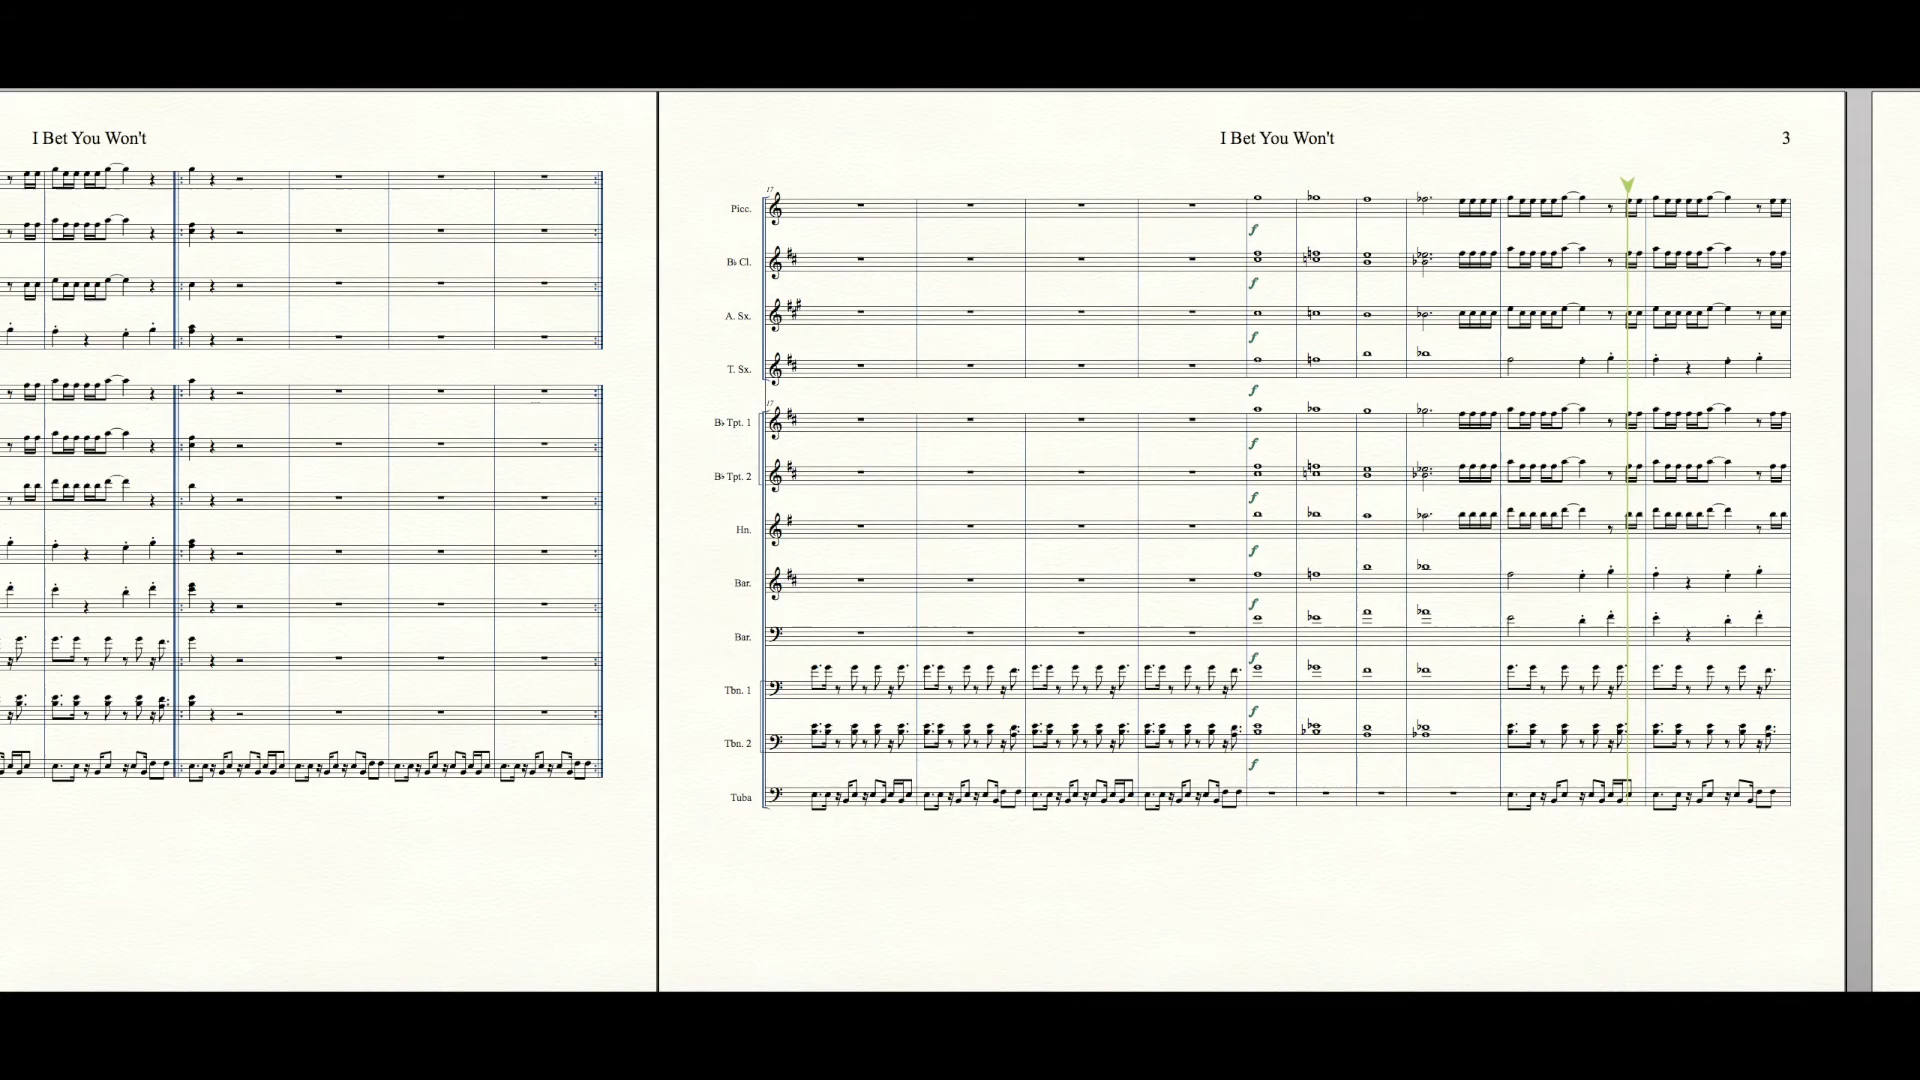 I Bet You Won't
I Bet You Won't
3
17
Picc.
f
B♭ Cl.
f
A. Sx.
f
T. Sx.
f
17
B♭ Tpt. 1
f
B♭ Tpt. 2
f
Hn.
f
Bar.
f
Bar.
f
Tbn. 1
f
Tbn. 2
f
Tuba